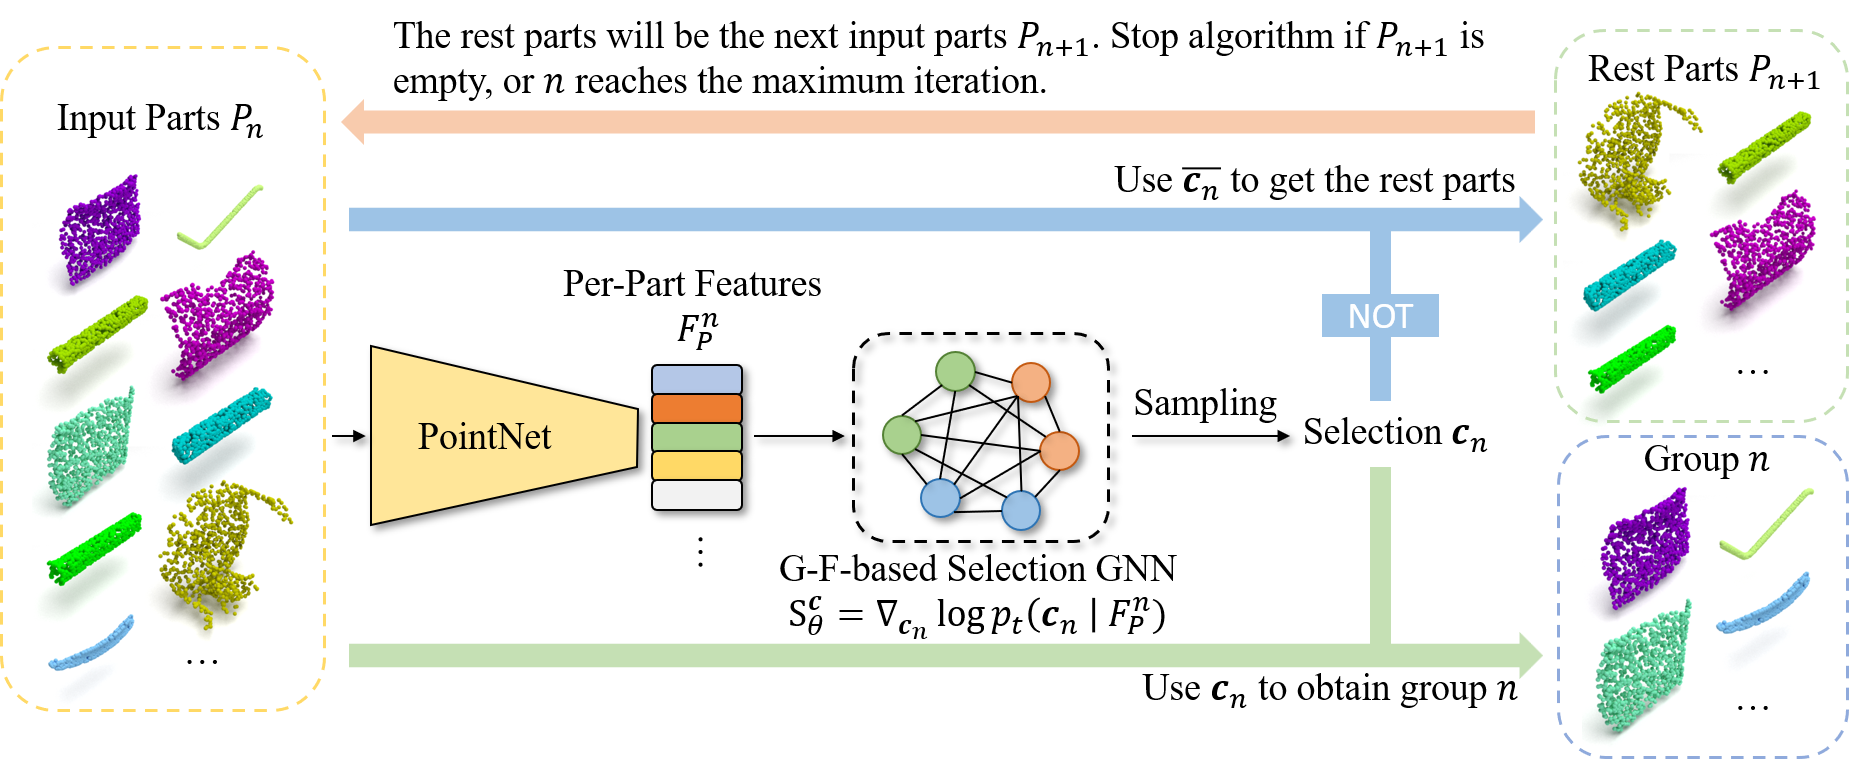 The rest parts will be the next input parts $P_{n+1}$. Stop algorithm if $P_{n+1}$ is
empty, or $n$ reaches the maximum iteration.
Input Parts $P_n$
Rest Parts $P_{n+1}$
Use $\overline{\boldsymbol{c}_n}$ to get the rest parts
Per-Part Features
$F_P^n$
NOT
...
PointNet
Sampling
Selection $\boldsymbol{c}_n$
Group $n$
⋮
G-F-based Selection GNN
$S_\theta^{\boldsymbol{c}} = \nabla_{\boldsymbol{c}_n} \log p_t(\boldsymbol{c}_n \mid F_P^n)$
...
Use $\boldsymbol{c}_n$ to obtain group $n$
...